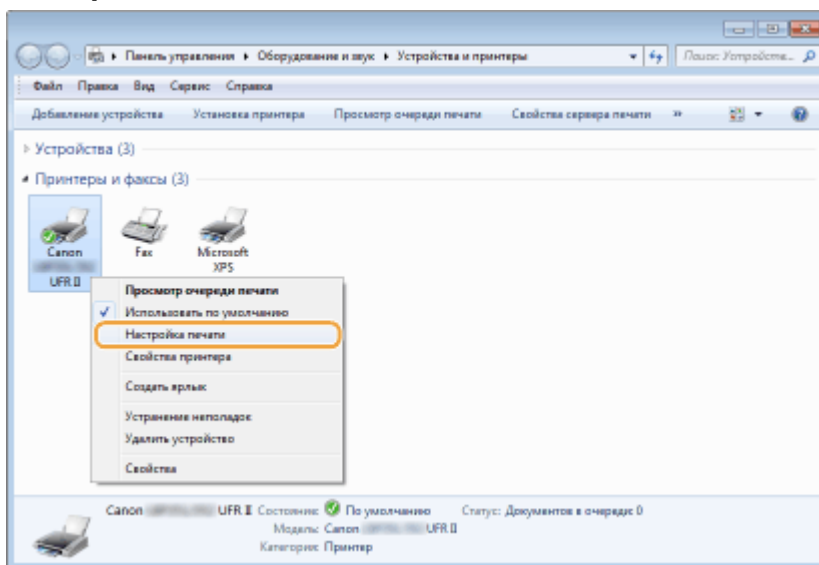 Панель управления ▸ Оборудование и звук ▸ Устройства и принтеры
Поиск: Устройств...
Файл Правка Вид Сервис Справка
Добавление устройства Установка принтера Просмотр очереди печати Свойства сервера печати »
Устройства (3)
Принтеры и факсы (3)
Canon
UFR II
Fax
Microsoft
XPS
Просмотр очереди печати
Использовать по умолчанию
Настройка печати
Свойства принтера
Создать ярлык
Устранение неполадок
Удалить устройство
Свойства
Canon UFR II Состояние: По умолчанию Статус: Документов в очереди: 0
Модель: Canon UFR II
Категория: Принтер